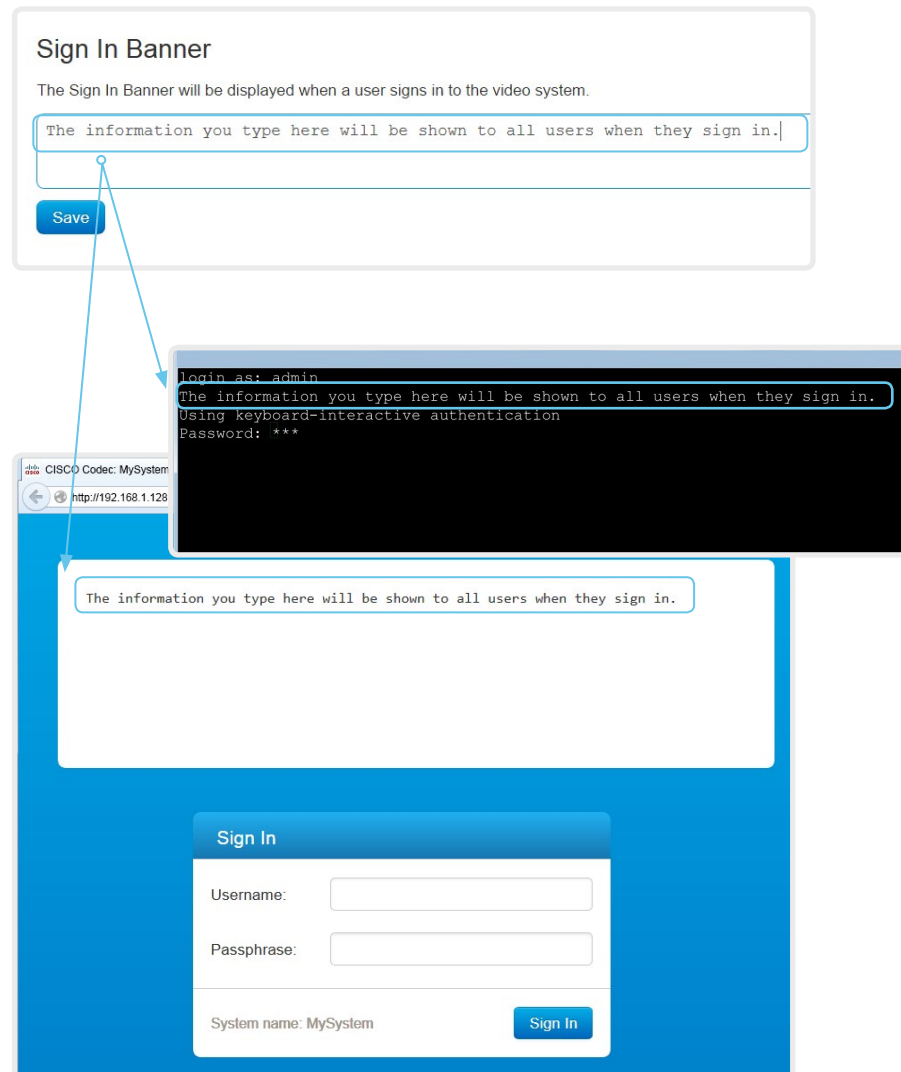 Sign In Banner
The Sign In Banner will be displayed when a user signs in to the video system.
The information you type here will be shown to all users when they sign in.
Save
login as: admin
The information you type here will be shown to all users when they sign in.
Using keyboard-interactive authentication
Password: ***
CISCO Codec: MySystem
http://192.168.1.128
The information you type here will be shown to all users when they sign in.
Sign In
Username:
Passphrase:
System name: MySystem
Sign In